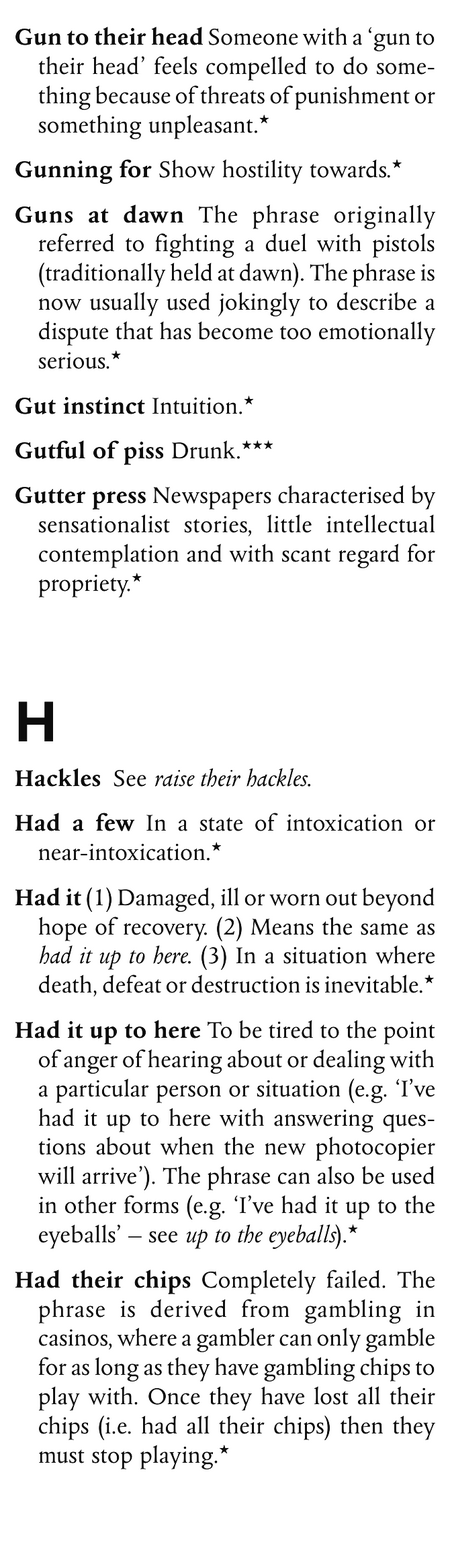 Gun to their head Someone with a ‘gun to
their head’ feels compelled to do some-
thing because of threats of punishment or
something unpleasant.★
Gunning for Show hostility towards.★
Guns at dawn The phrase originally
referred to fighting a duel with pistols
(traditionally held at dawn). The phrase is
now usually used jokingly to describe a
dispute that has become too emotionally
serious.★
Gut instinct Intuition.★
Gutful of piss Drunk.★★★
Gutter press Newspapers characterised by
sensationalist stories, little intellectual
contemplation and with scant regard for
propriety.★
H
Hackles See raise their hackles.
Had a few In a state of intoxication or
near-intoxication.★
Had it (1) Damaged, ill or worn out beyond
hope of recovery. (2) Means the same as
had it up to here. (3) In a situation where
death, defeat or destruction is inevitable.★
Had it up to here To be tired to the point
of anger of hearing about or dealing with
a particular person or situation (e.g. ‘I’ve
had it up to here with answering ques-
tions about when the new photocopier
will arrive’). The phrase can also be used
in other forms (e.g. ‘I’ve had it up to the
eyeballs’ – see up to the eyeballs).★
Had their chips Completely failed. The
phrase is derived from gambling in
casinos, where a gambler can only gamble
for as long as they have gambling chips to
play with. Once they have lost all their
chips (i.e. had all their chips) then they
must stop playing.★